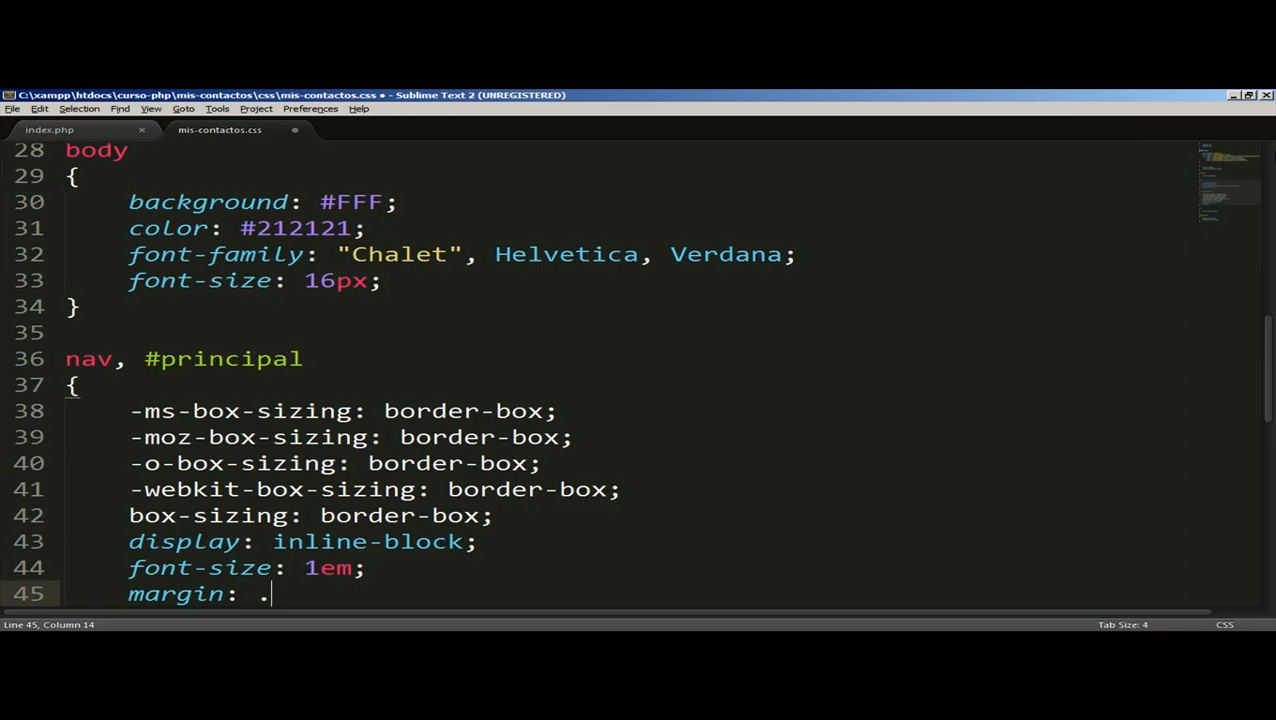 C:\xampp\htdocs\curso-php\mis-contactos\css\mis-contactos.css • - Sublime Text 2 (UNREGISTERED)
File Edit Selection Find View Goto Tools Project Preferences Help
index.php × mis-contactos.css
28 body
29 {
30 background: #FFF;
31 color: #212121;
32 font-family: "Chalet", Helvetica, Verdana;
33 font-size: 16px;
34 }
35
36 nav, #principal
37 {
38 -ms-box-sizing: border-box;
39 -moz-box-sizing: border-box;
40 -o-box-sizing: border-box;
41 -webkit-box-sizing: border-box;
42 box-sizing: border-box;
43 display: inline-block;
44 font-size: 1em;
45 margin: .
Line 45, Column 14 Tab Size: 4 CSS